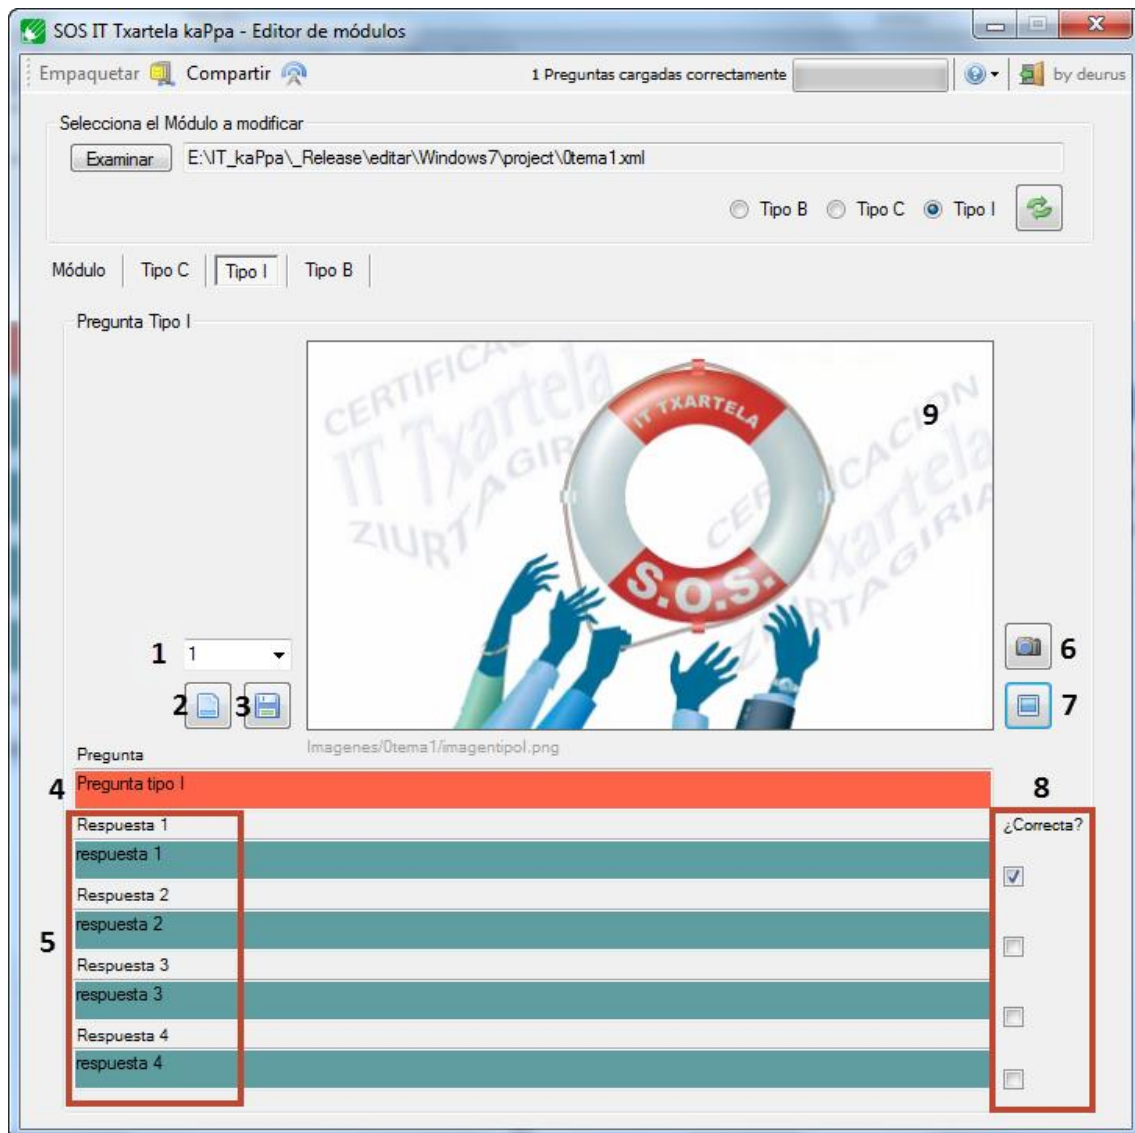 SOS IT Txartela kaPpa - Editor de módulos
Empaquetar Compartir 1 Preguntas cargadas correctamente by deurus
Selecciona el Módulo a modificar
Examinar E:\IT_kaPpa\_Release\editar\Windows7\project\0tema1.xml
Tipo B Tipo C Tipo I
Módulo Tipo C Tipo I Tipo B
Pregunta Tipo I
CERTIFICAC
IT Txartela
ZIURTAGIRI
IT TXARTELA
9
CERTIFICACION
IT Txartela
ZIURTAGIRIA
S.O.S.
1 1
6
2 3
7
Imagenes/0tema1/imagentipoI.png
Pregunta
4 Pregunta tipo I
8
Respuesta 1 ¿Correcta?
respuesta 1
Respuesta 2
5 respuesta 2
Respuesta 3
respuesta 3
Respuesta 4
respuesta 4